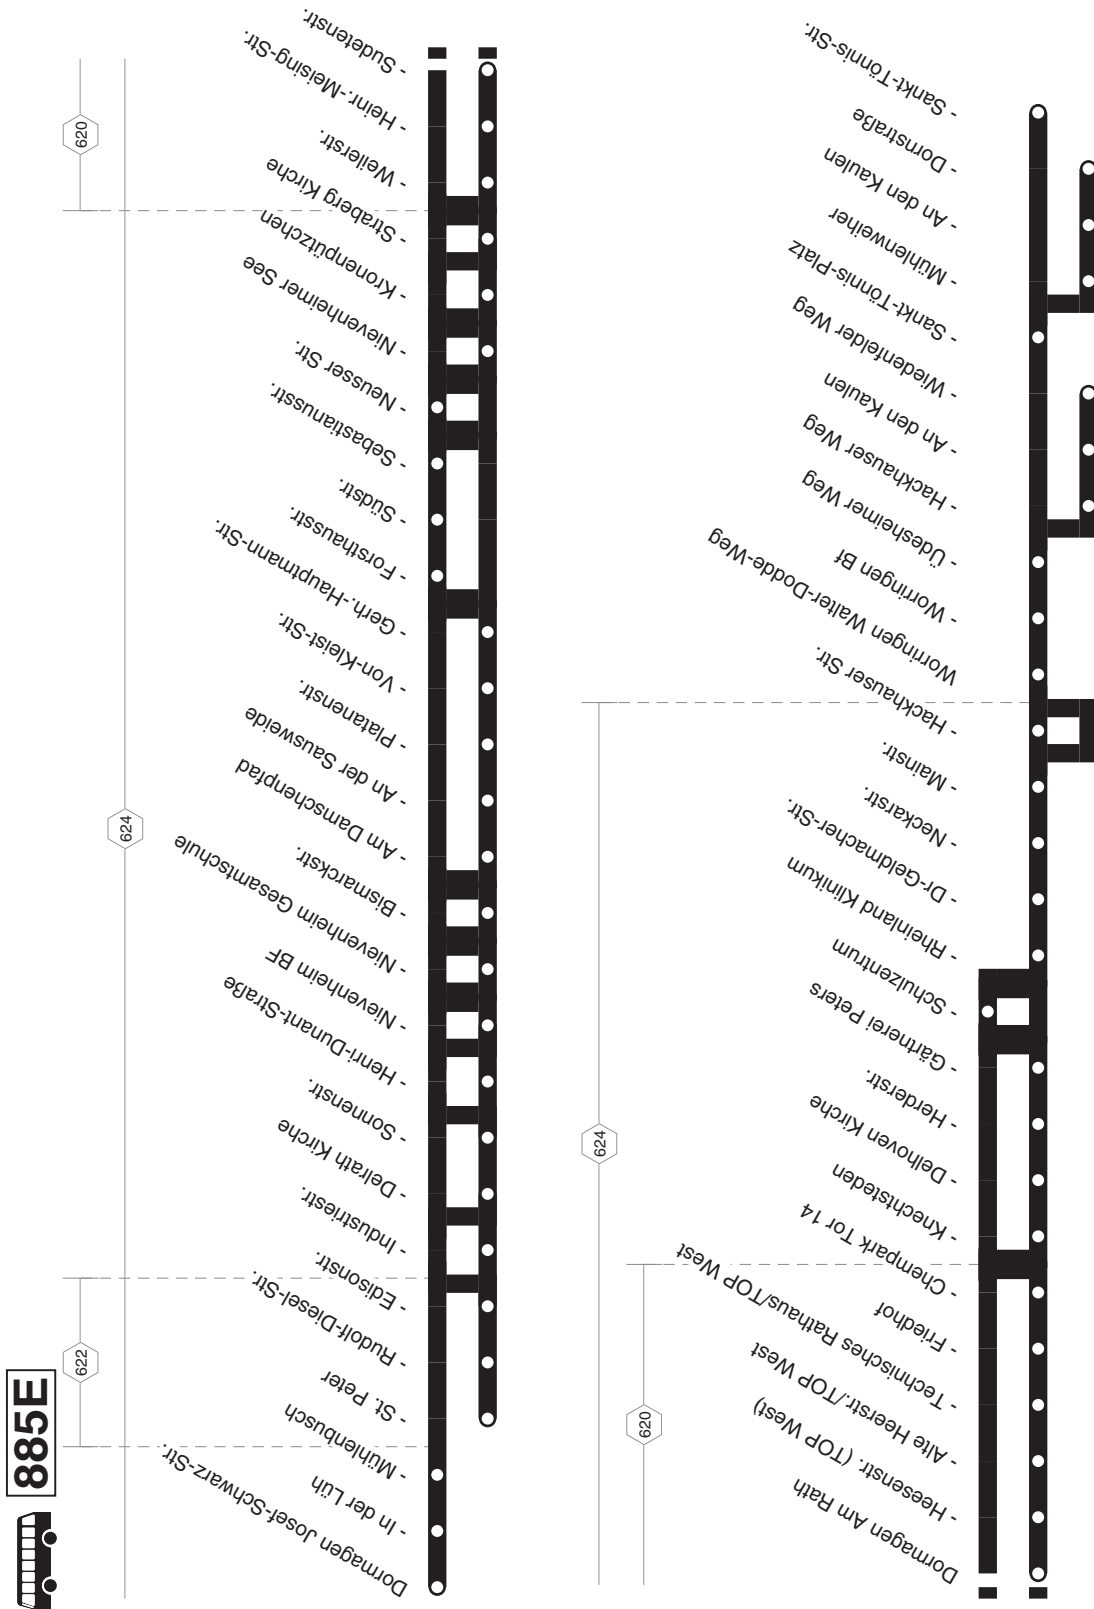 885E
622
624
620
Dormagen Josef-Schwarz-Str.
- In der Lüh
- Mühlenbusch
- St. Peter
- Rudolf-Diesel-Str.
- Edisonstr.
- Industriestr.
- Delrath Kirche
- Sonnenstr.
- Henri-Dunant-Straße
- Nievenheim BF
- Nievenheim Gesamtschule
- Bismarckstr.
- Am Damschenpfad
- An der Sausweide
- Platanenstr.
- Von-Kleist-Str.
- Gerh.-Hauptmann-Str.
- Forsthausstr.
- Südstr.
- Sebastianusstr.
- Neusser Str.
- Nievenheimer See
- Kronenpützchen
- Straberg Kirche
- Weilerstr.
- Heinr.-Meising-Str.
- Sudetenstr.
620
624
Dormagen Am Rath
- Heesenstr. (TOP West)
- Alte Heerstr./TOP West
- Technisches Rathaus/TOP West
- Friedhof
- Chempark Tor 14
- Knechtsteden
- Delhoven Kirche
- Herderstr.
- Gärtnerei Peters
- Schulzentrum
- Rheinland Klinikum
- Dr-Geldmacher-Str.
- Neckarstr.
- Mainstr.
- Hackhauser Str.
Worringen Walter-Dodde-Weg
- Worringen Bf
- Üdesheimer Weg
- Hackhauser Weg
- An den Kaulen
- Wiedenfelder Weg
- Sankt-Tönnis-Platz
- Mühlenweiher
- An den Kaulen
- Dornstraße
- Sankt-Tönnis-Str.